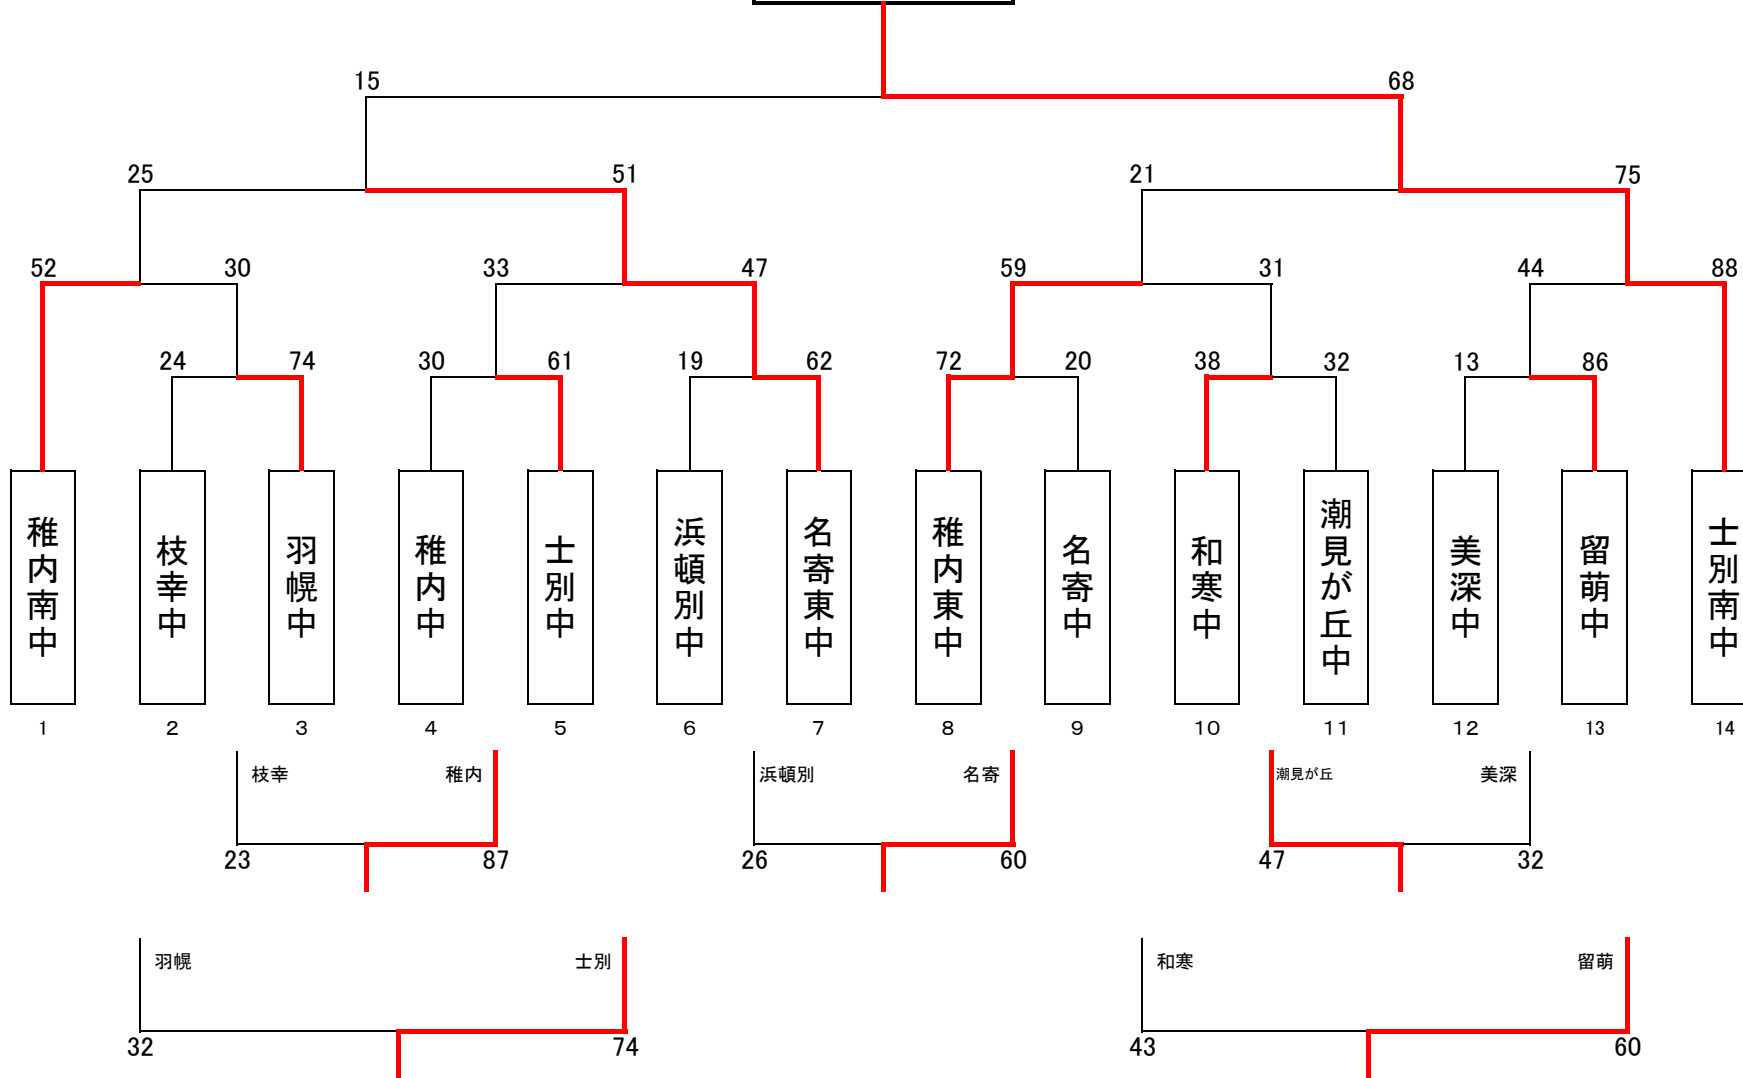 15 68
25 51 21 75
52 30 33 47 59 31 44 88
24 74 30 61 19 62 72 20 38 32 13 86
稚内南中
枝幸中
羽幌中
稚内中
士別中
浜頓別中
名寄東中
稚内東中
名寄中
和寒中
潮見が丘中
美深中
留萌中
士別南中
1 2 3 4 5 6 7 8 9 10 11 12 13 14
枝幸 稚内 浜頓別 名寄 潮見が丘 美深
23 87 26 60 47 32
羽幌 士別 和寒 留萌
32 74 43 60